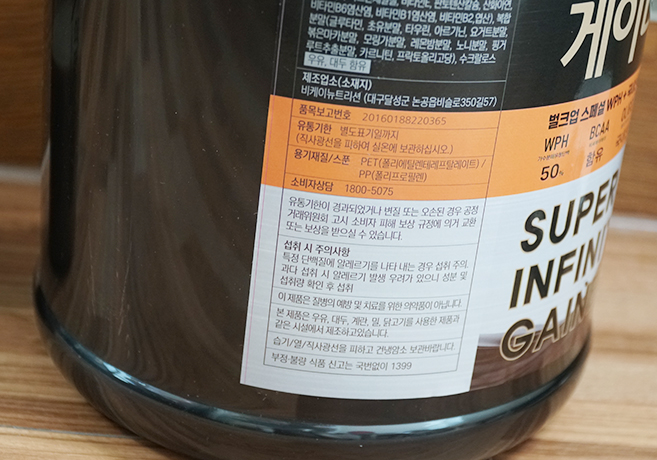 비타민B6염산염, 비타민B1염산염, 비타민B2, 엽산), 복합
분말(글루타민, 초유분말, 타우린, 아르기닌, 요거트분말,
볶은마카분말, 모링가분말, 레몬밤분말, 노니분말, 핑거
루트추출분말, 카르니틴, 프락토올리고당), 수크랄로스
우유, 대두 함유
제조업소(소재지)
비케이뉴트리션 (대구달성군 논공읍비슬로350길57)
품목보고번호 20160188220365
유통기한 별도표기일까지
(직사광선을 피하여 실온에 보관하십시오.)
용기재질/스푼 PET(폴리에틸렌테레프탈레이트) /
PP(폴리프로필렌)
소비자상담 1800-5075
유통기한이 경과되었거나 변질 또는 오손된 경우 공정
거래위원회 고시 소비자 피해 보상 규정에 의거 교환
또는 보상을 받으실 수 있습니다.
섭취 시 주의사항
특정 단백질에 알레르기를 나타 내는 경우 섭취 주의,
과다 섭취 시 알레르기 발생 우려가 있으니 성분 및
섭취량 확인 후 섭취
이 제품은 질병의 예방 및 치료를 위한 의약품이 아닙니다.
본 제품은 우유, 대두, 계란, 밀, 닭고기를 사용한 제품과
같은 시설에서 제조하고있습니다.
습기/열/직사광선을 피하고 건냉암소 보관바랍니다.
부정·불량 식품 신고는 국번없이 1399
게이
벌크업 스페셜 WPH +
WPH
50%
BCAA
함유
SUPER
INFINI
GAIN